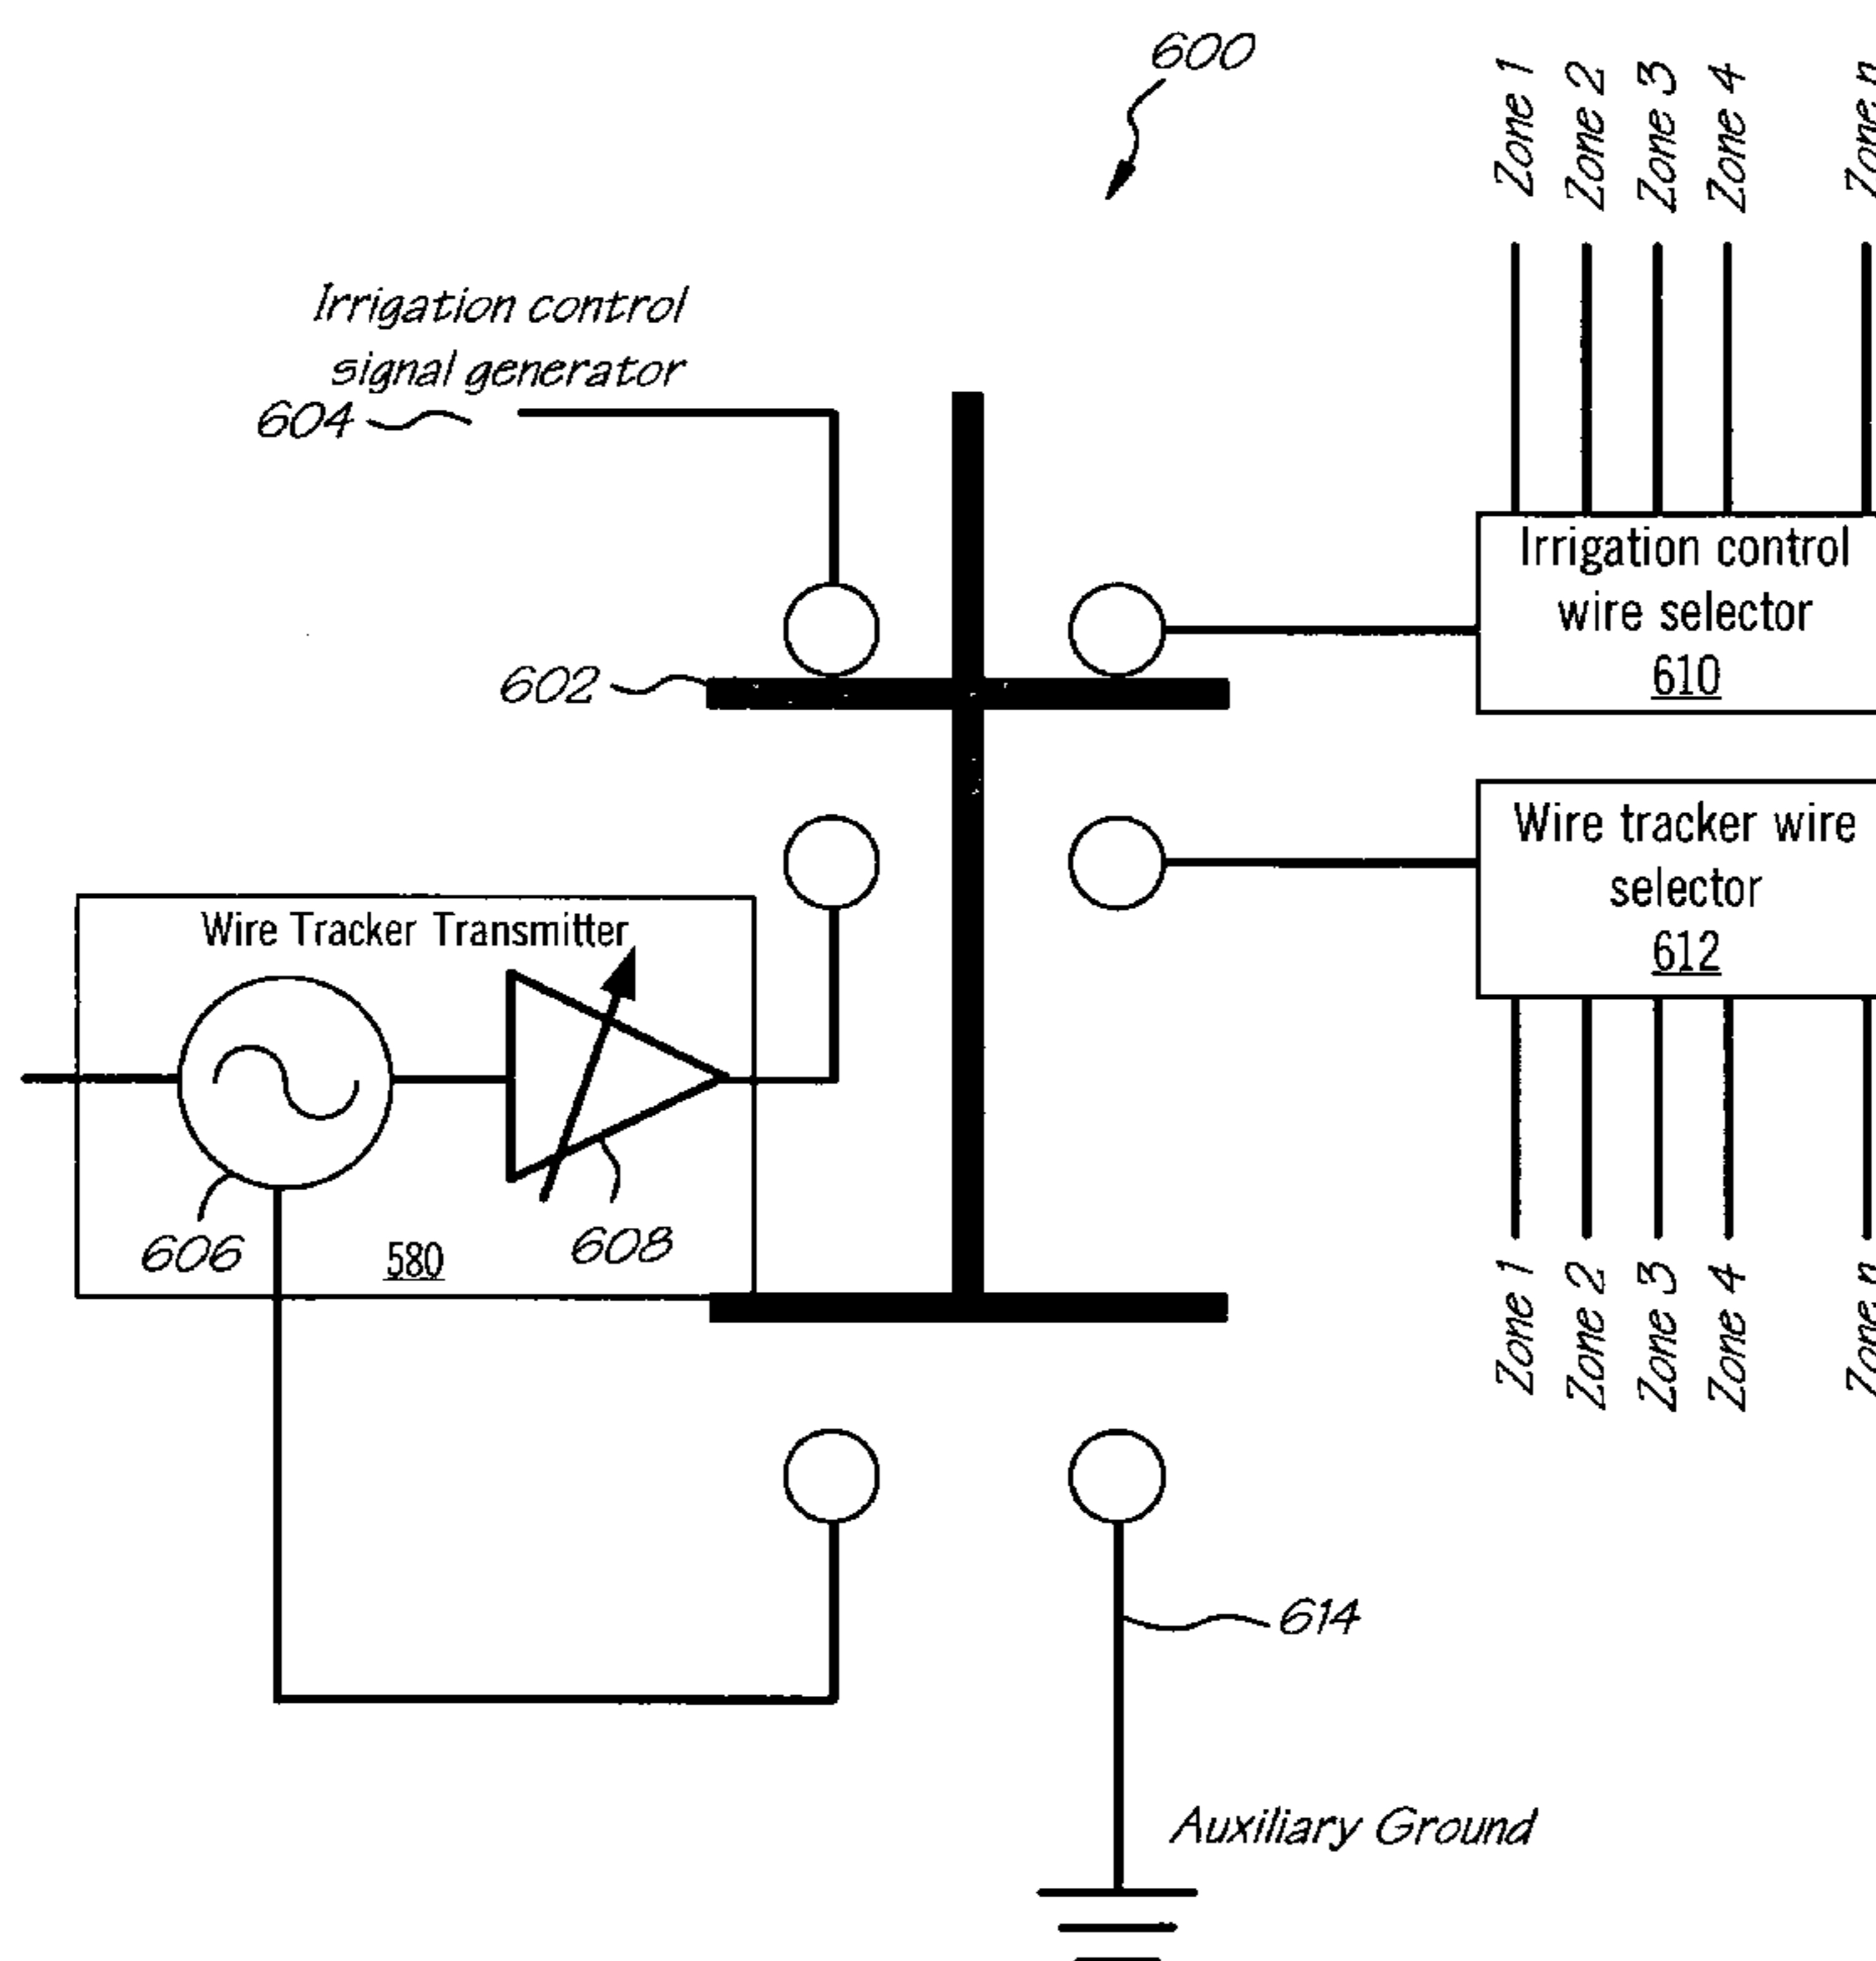 600
Zone 1
Zone 2
Zone 3
Zone 4
Zone n
Irrigation control
signal generator
604
Irrigation control
wire selector
610
602
Wire tracker wire
selector
612
Wire Tracker Transmitter
606
580
608
Zone 1
Zone 2
Zone 3
Zone 4
Zone n
614
Auxiliary Ground